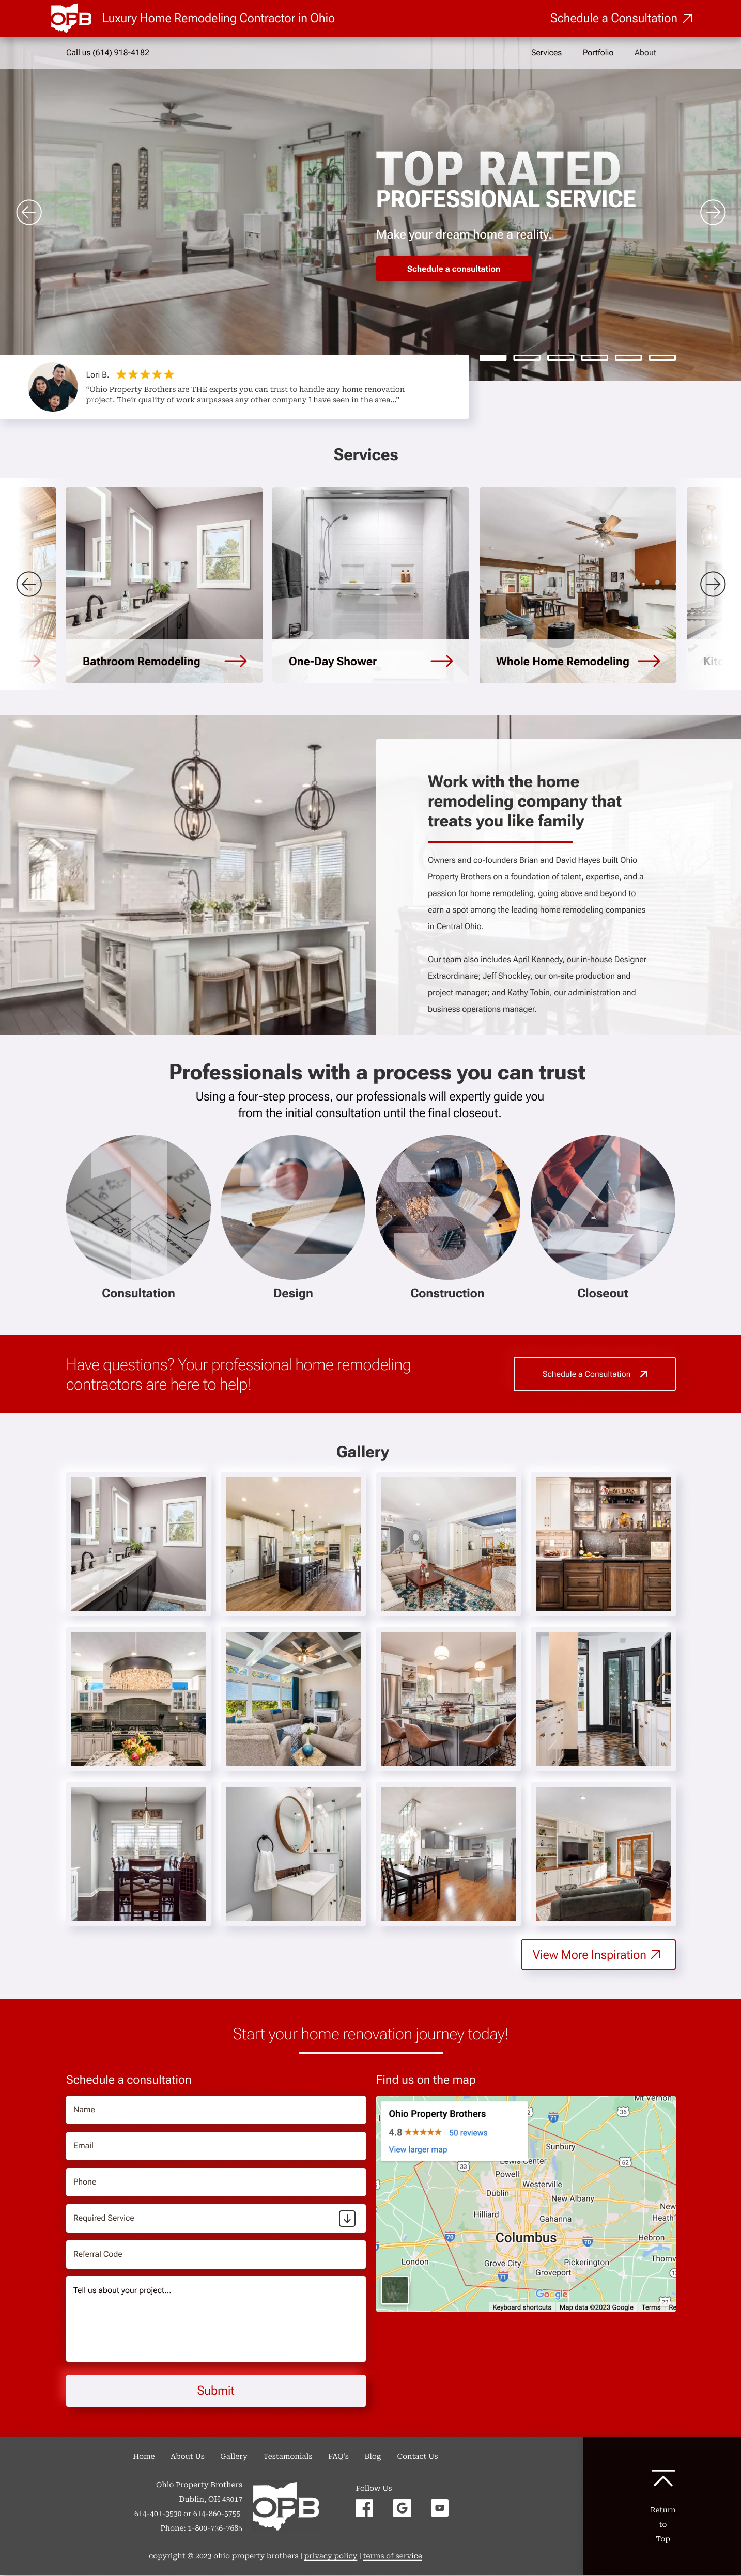 OPB Luxury Home Remodeling Contractor in Ohio
Schedule a Consultation
Call us (614) 918-4182
Services Portfolio About
TOP RATED
PROFESSIONAL SERVICE
Make your dream home a reality.
Schedule a consultation
Lori B.
"Ohio Property Brothers are THE experts you can trust to handle any home renovation
project. Their quality of work surpasses any other company I have seen in the area..."
Services
Bathroom Remodeling
One-Day Shower
Whole Home Remodeling
Kitc
Work with the home
remodeling company that
treats you like family
Owners and co-founders Brian and David Hayes built Ohio
Property Brothers on a foundation of talent, expertise, and a
passion for home remodeling, going above and beyond to
earn a spot among the leading home remodeling companies
in Central Ohio.
Our team also includes April Kennedy, our in-house Designer
Extraordinaire; Jeff Shockley, our on-site production and
project manager; and Kathy Tobin, our administration and
business operations manager.
Professionals with a process you can trust
Using a four-step process, our professionals will expertly guide you
from the initial consultation until the final closeout.
1 2 3 4
Consultation
Design
Construction
Closeout
Have questions? Your professional home remodeling
contractors are here to help!
Schedule a Consultation
Gallery
View More Inspiration
Start your home renovation journey today!
Schedule a consultation
Name
Email
Phone
Required Service
Referral Code
Tell us about your project...
Submit
Find us on the map
Ohio Property Brothers
4.8 50 reviews
View larger map
Mt Vernon
36
71
Sunbury
Lewis Center
33
62
Powell
Westerville
Dublin
New Albany
New
Heath
Hilliard
Gahanna
Columbus
70
70
Hebron
London
Grove City
Pickerington
Thornv
71
Groveport
Google
Keyboard shortcuts Map data ©2023 Google Terms Re
Home About Us Gallery Testamonials FAQ's Blog Contact Us
Ohio Property Brothers
Dublin, OH 43017
614-401-3530 or 614-860-5755
Phone: 1-800-736-7685
OPB
Follow Us
copyright © 2023 ohio property brothers | privacy policy | terms of service
Return
to
Top